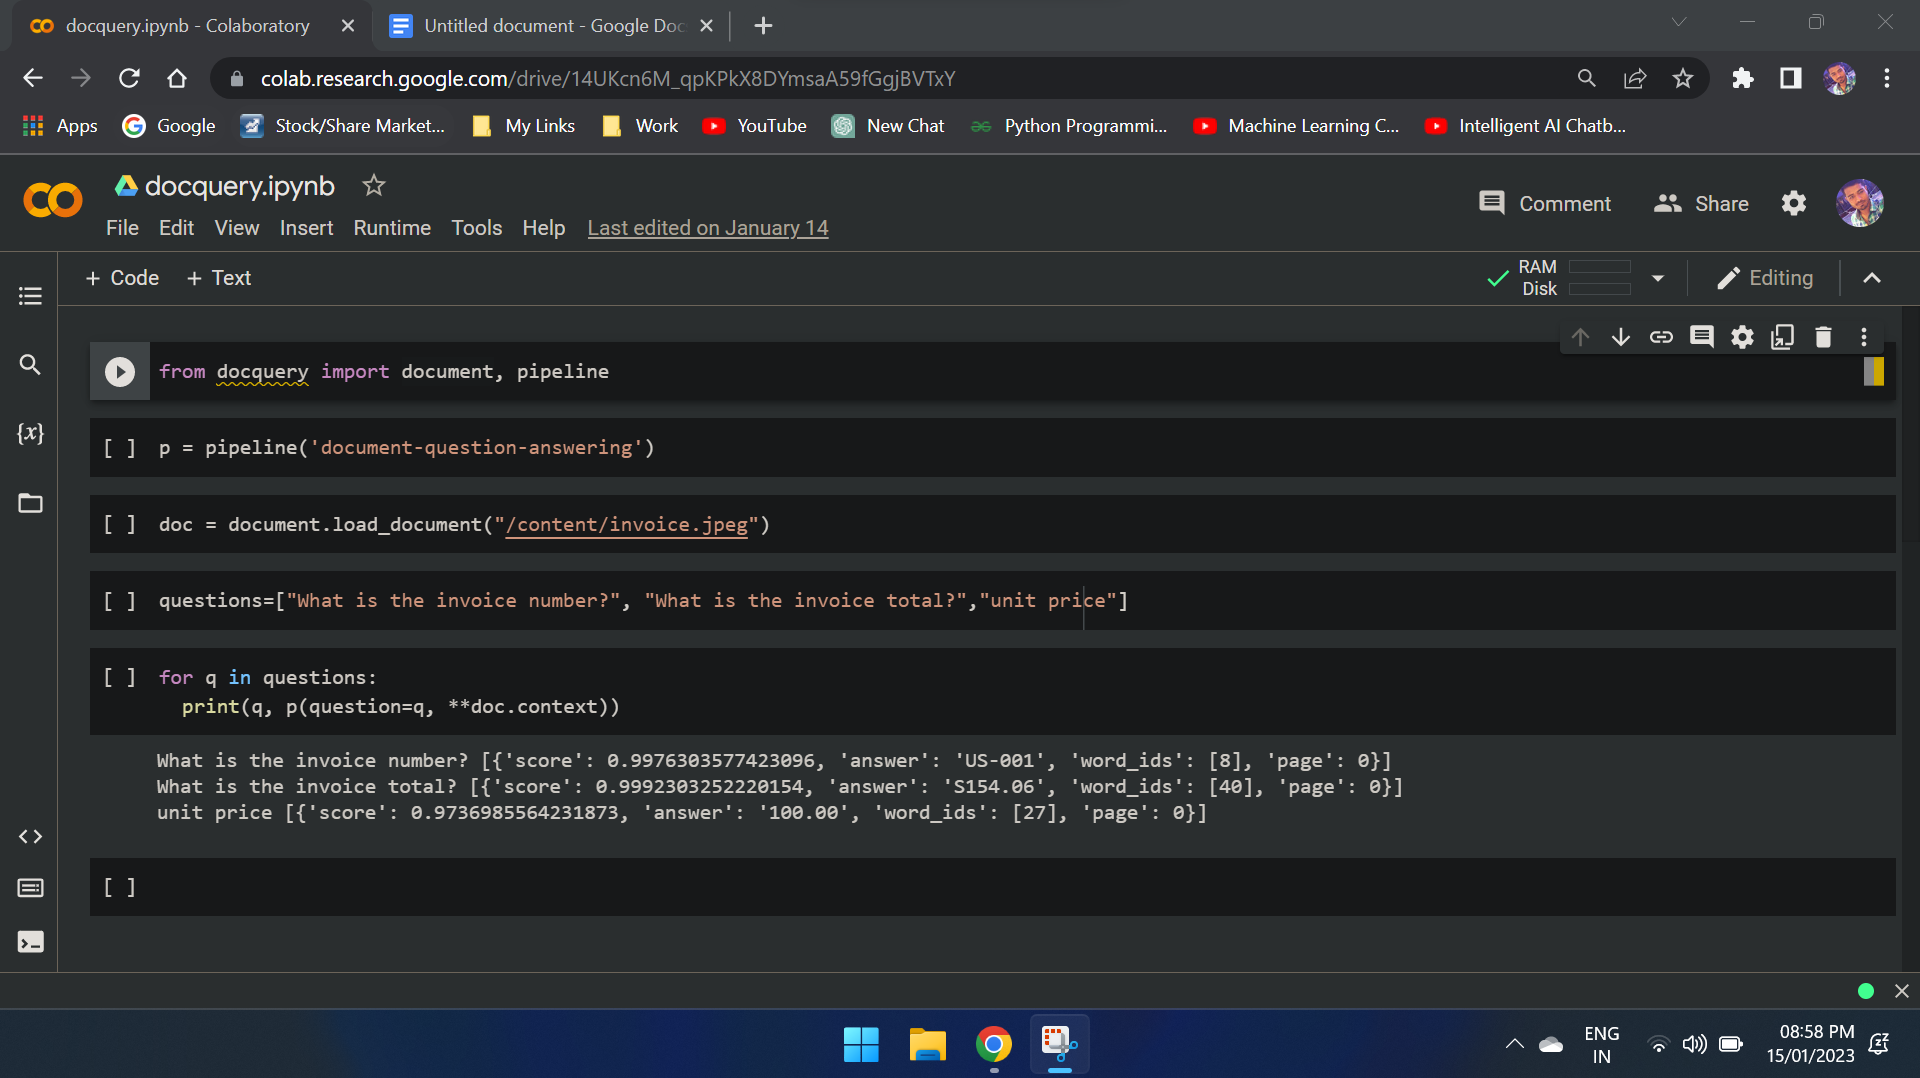 docquery.ipynb - Colaboratory
Untitled document - Google Doc
colab.research.google.com/drive/14UKcn6M_qpKPkX8DYmsaA59fGgjBVTxY
Apps Google Stock/Share Market... My Links Work YouTube New Chat Python Programmi... Machine Learning C... Intelligent AI Chatb...
docquery.ipynb
Comment Share
File Edit View Insert Runtime Tools Help Last edited on January 14
+ Code + Text
RAM
Disk
Editing
from docquery import document, pipeline
[ ] p = pipeline('document-question-answering')
[ ] doc = document.load_document("/content/invoice.jpeg")
[ ] questions=["What is the invoice number?", "What is the invoice total?","unit price"]
[ ] for q in questions:
print(q, p(question=q, **doc.context))
What is the invoice number? [{'score': 0.9976303577423096, 'answer': 'US-001', 'word_ids': [8], 'page': 0}]
What is the invoice total? [{'score': 0.9992303252220154, 'answer': 'S154.06', 'word_ids': [40], 'page': 0}]
unit price [{'score': 0.9736985564231873, 'answer': '100.00', 'word_ids': [27], 'page': 0}]
[ ]
{x}
ENG
IN
08:58 PM
15/01/2023